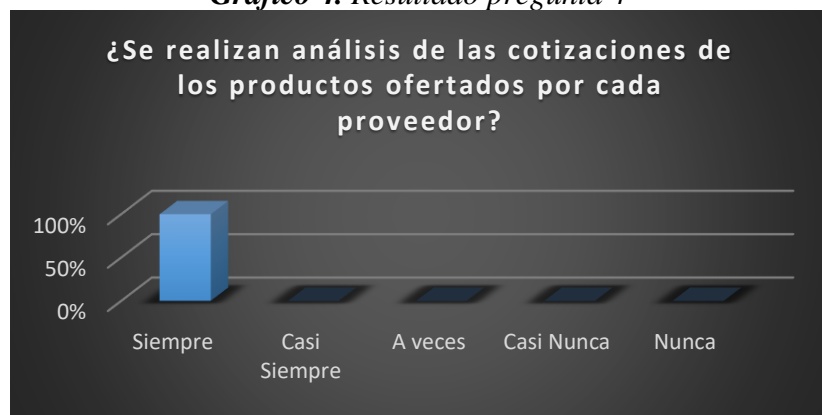 Gráfico 4. Resultado pregunta 4
¿Se realizan análisis de las cotizaciones de
los productos ofertados por cada
proveedor?
100%
50%
0%
Siempre
Casi
Siempre
A veces
Casi Nunca
Nunca